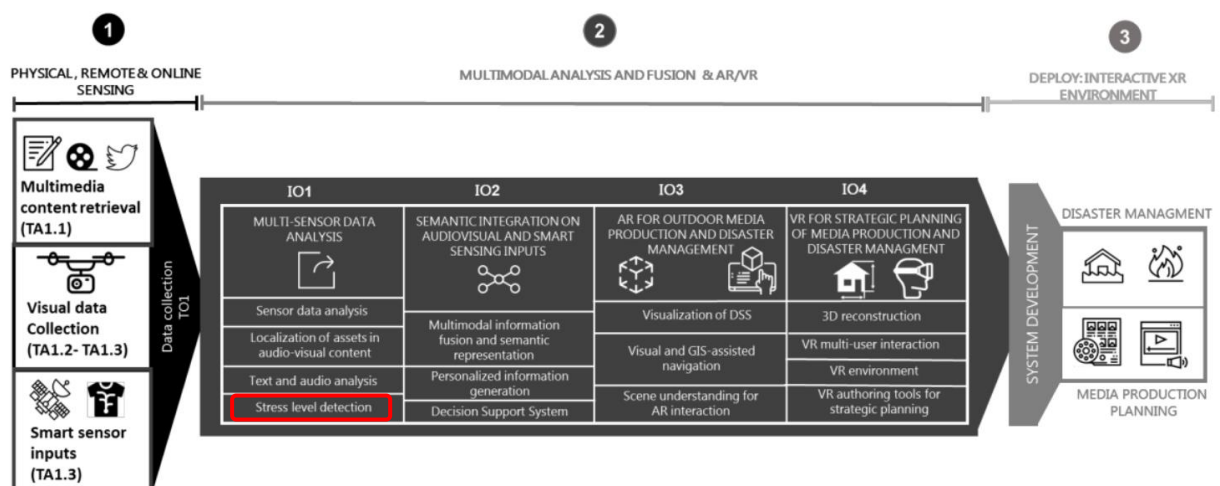 1
2
3
PHYSICAL, REMOTE & ONLINE
SENSING
MULTIMODAL ANALYSIS AND FUSION & AR/VR
DEPLOY: INTERACTIVE XR
ENVIRONMENT
Multimedia
content retrieval
(TA1.1)
Visual data
Collection
(TA1.2- TA1.3)
Smart sensor
inputs
(TA1.3)
Data collection
TO1
IO1
MULTI-SENSOR DATA
ANALYSIS
Sensor data analysis
Localization of assets in
audio-visual content
Text and audio analysis
Stress level detection
IO2
SEMANTIC INTEGRATION ON
AUDIOVISUAL AND SMART
SENSING INPUTS
Multimodal information
fusion and semantic
representation
Personalized information
generation
Decision Support System
IO3
AR FOR OUTDOOR MEDIA
PRODUCTION AND DISASTER
MANAGEMENT
Visualization of DSS
Visual and GIS-assisted
navigation
Scene understanding for
AR interaction
IO4
VR FOR STRATEGIC PLANNING
OF MEDIA PRODUCTION AND
DISASTER MANAGMENT
3D reconstruction
VR multi-user interaction
VR environment
VR authoring tools for
strategic planning
SYSTEM DEVELOPMENT
DISASTER MANAGMENT
MEDIA PRODUCTION
PLANNING